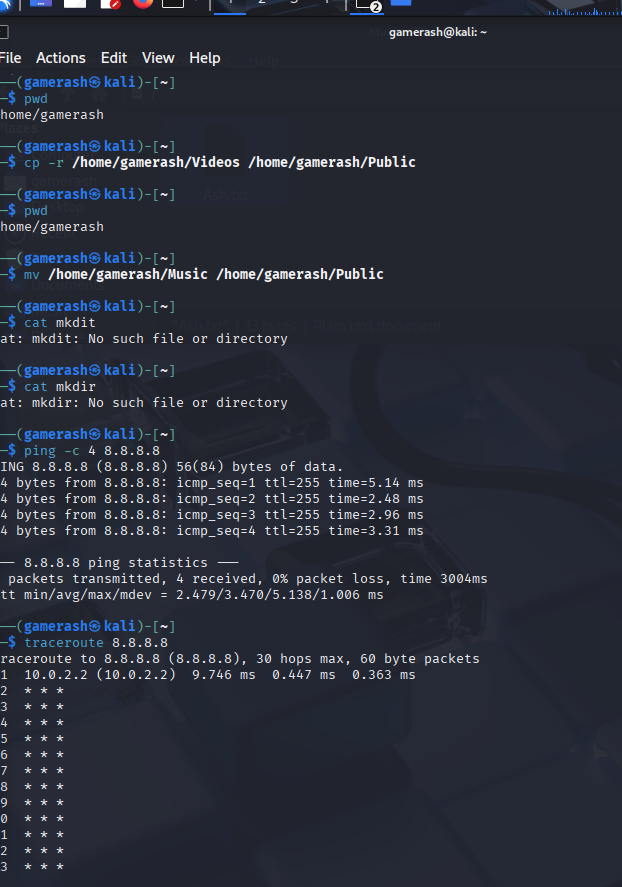 2
gamerash@kali: ~
File Actions Edit View Help
—(gamerash㉿kali)-[~]
—$ pwd
home/gamerash
—(gamerash㉿kali)-[~]
—$ cp -r /home/gamerash/Videos /home/gamerash/Public
—(gamerash㉿kali)-[~]
—$ pwd
home/gamerash
—(gamerash㉿kali)-[~]
—$ mv /home/gamerash/Music /home/gamerash/Public
—(gamerash㉿kali)-[~]
—$ cat mkdit
at: mkdit: No such file or directory
—(gamerash㉿kali)-[~]
—$ cat mkdir
at: mkdir: No such file or directory
—(gamerash㉿kali)-[~]
—$ ping -c 4 8.8.8.8
ING 8.8.8.8 (8.8.8.8) 56(84) bytes of data.
4 bytes from 8.8.8.8: icmp_seq=1 ttl=255 time=5.14 ms
4 bytes from 8.8.8.8: icmp_seq=2 ttl=255 time=2.48 ms
4 bytes from 8.8.8.8: icmp_seq=3 ttl=255 time=2.96 ms
4 bytes from 8.8.8.8: icmp_seq=4 ttl=255 time=3.31 ms
—— 8.8.8.8 ping statistics ——
packets transmitted, 4 received, 0% packet loss, time 3004ms
tt min/avg/max/mdev = 2.479/3.470/5.138/1.006 ms
—(gamerash㉿kali)-[~]
—$ traceroute 8.8.8.8
raceroute to 8.8.8.8 (8.8.8.8), 30 hops max, 60 byte packets
1 10.0.2.2 (10.0.2.2) 9.746 ms 0.447 ms 0.363 ms
2 * * *
3 * * *
4 * * *
5 * * *
6 * * *
7 * * *
8 * * *
9 * * *
0 * * *
1 * * *
2 * * *
3 * * *